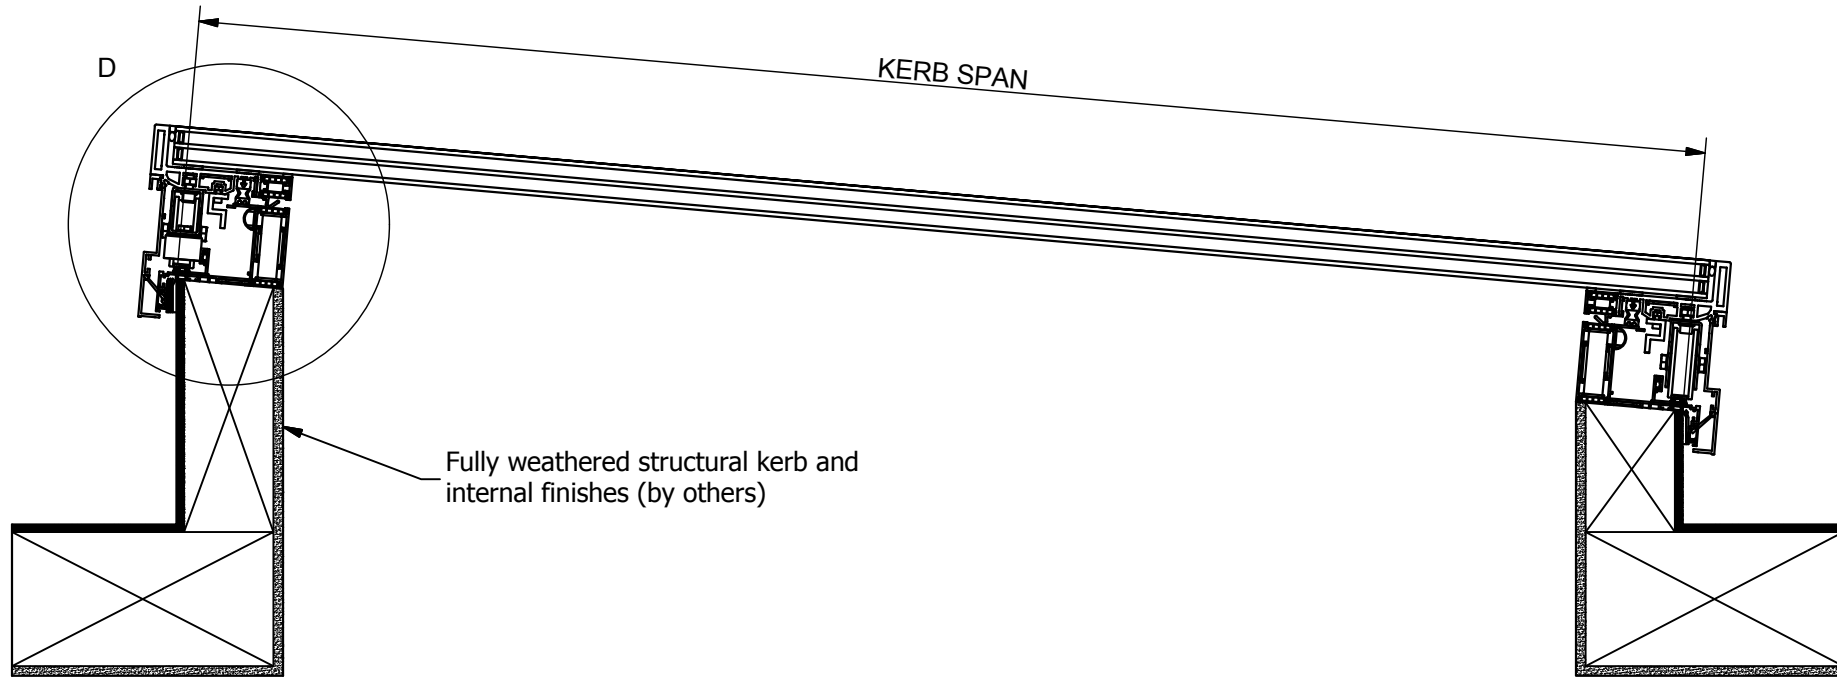 D
KERB SPAN
Fully weathered structural kerb and
internal finishes (by others)